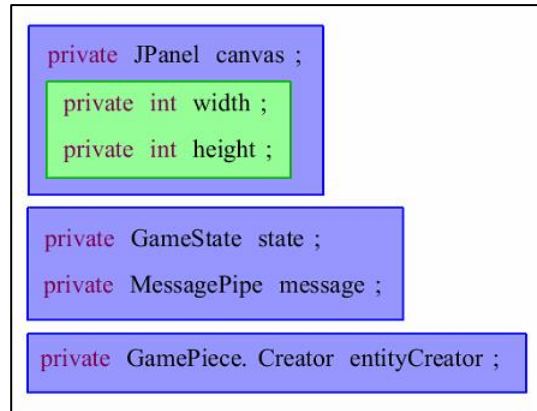 private JPanel canvas ;
private int width ;
private int height ;
private GameState state ;
private MessagePipe message ;
private GamePiece. Creator entityCreator ;